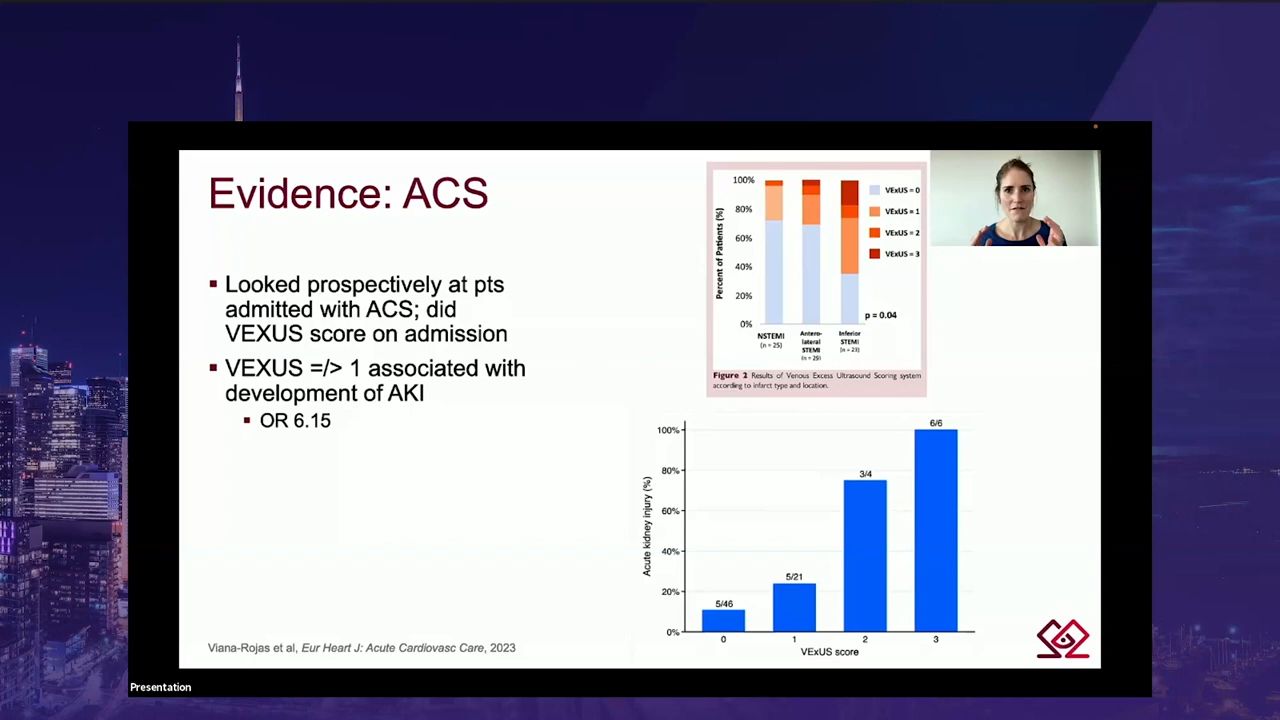 Evidence: ACS
Looked prospectively at pts
admitted with ACS; did
VEXUS score on admission
VEXUS =/> 1 associated with
development of AKI
OR 6.15
Viana-Rojas et al, Eur Heart J: Acute Cardiovasc Care, 2023
100%
80%
60%
40%
20%
0%
Percent of Patients (%)
VExUS = 0
VExUS = 1
VExUS = 2
VExUS = 3
p = 0.04
NSTEMI
(n = 25)
Antero-
lateral
STEMI
(n = 29)
Inferior
STEMI
(n = 23)
Figure 2 Results of Venous Excess Ultrasound Scoring system
according to infarct type and location.
100%
80%
60%
40%
20%
0%
Acute kidney injury (%)
5/46
5/21
3/4
6/6
0 1 2 3
VExUS score
Presentation